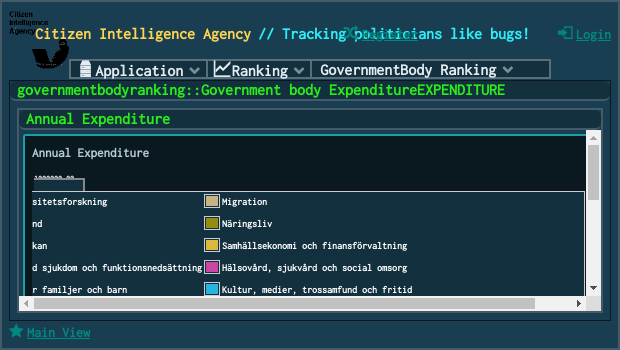 Citizen
Intelligence
Agency
Citizen Intelligence Agency // Tracking politicians like bugs!
Register
Login
Application
Ranking
GovernmentBody Ranking
governmentbodyranking::Government body ExpenditureEXPENDITURE
Annual Expenditure
Annual Expenditure
sitetsforskning
Migration
nd
Näringsliv
kan
Samhällsekonomi och finansförvaltning
d sjukdom och funktionsnedsättning
Hälsovård, sjukvård och social omsorg
r familjer och barn
Kultur, medier, trossamfund och fritid
Main View